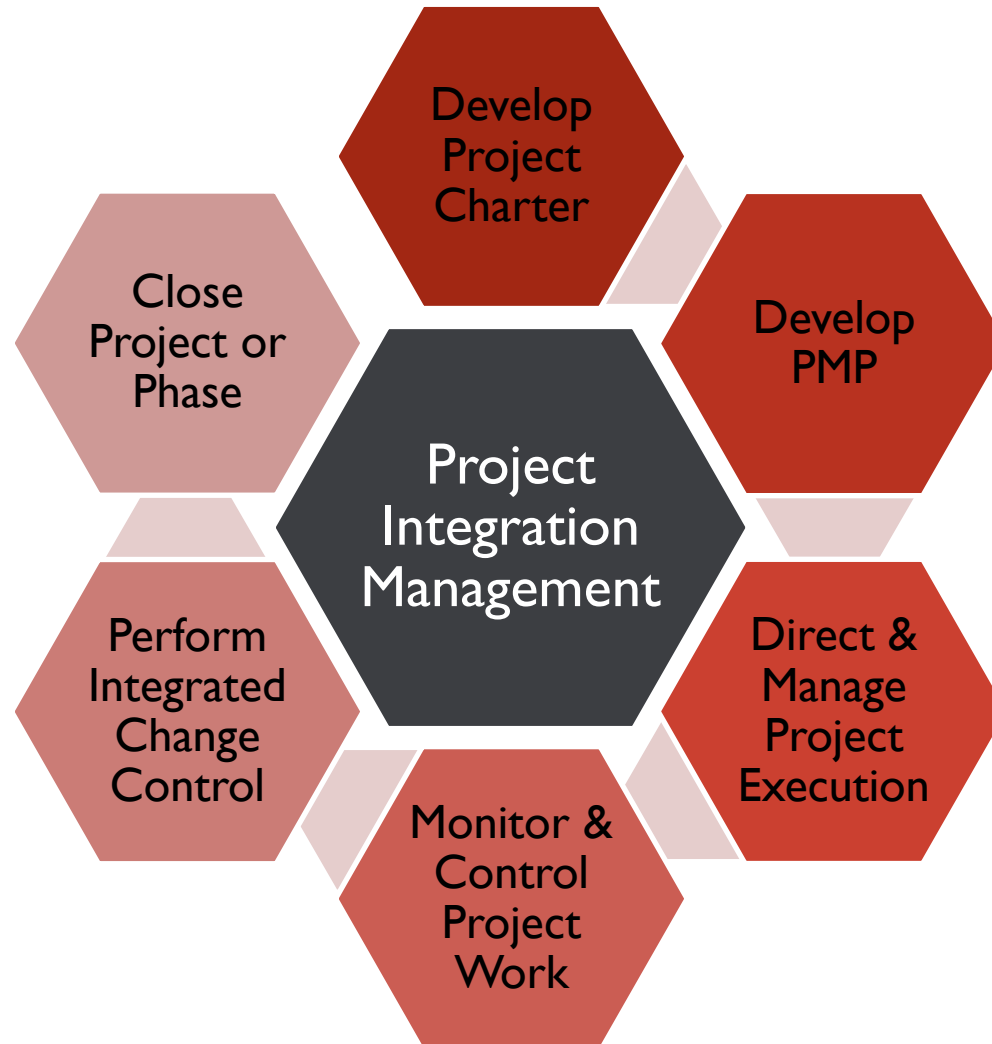 Develop
Project
Charter
Develop
PMP
Direct &
Manage
Project
Execution
Monitor &
Control
Project
Work
Perform
Integrated
Change
Control
Close
Project or
Phase
Project
Integration
Management